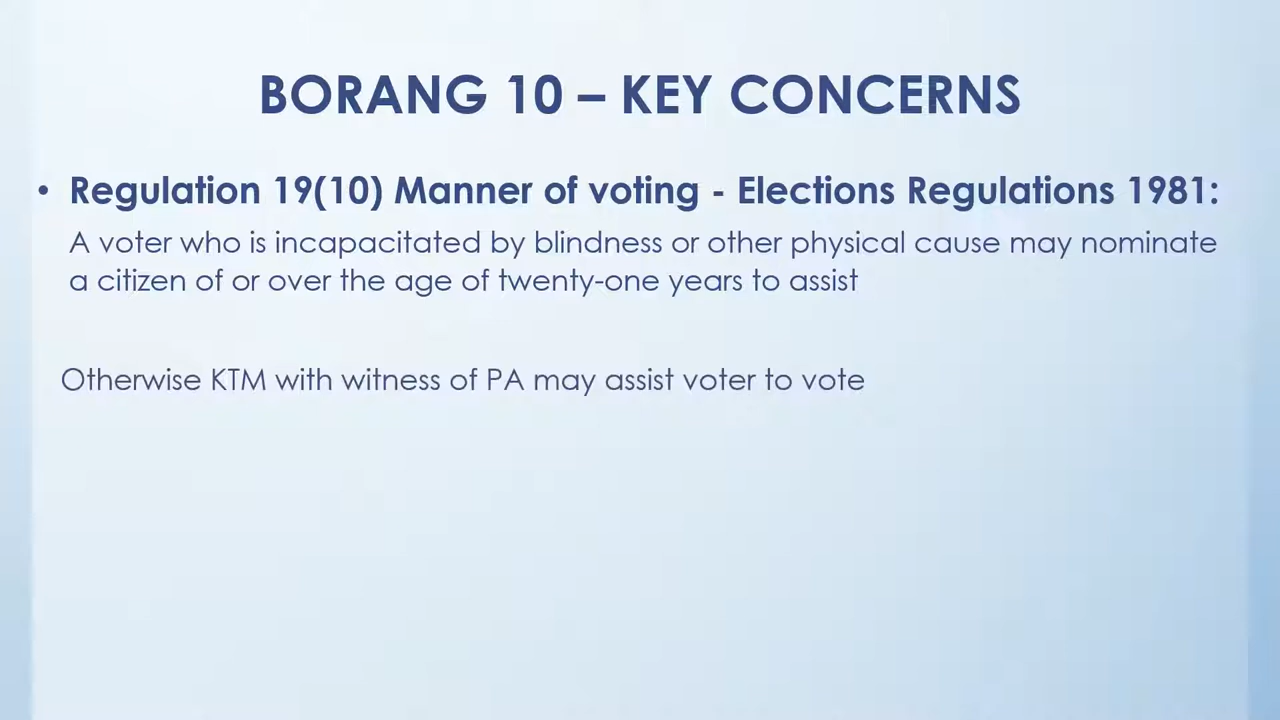 BORANG 10 – KEY CONCERNS
• Regulation 19(10) Manner of voting - Elections Regulations 1981:
A voter who is incapacitated by blindness or other physical cause may nominate
a citizen of or over the age of twenty-one years to assist
Otherwise KTM with witness of PA may assist voter to vote